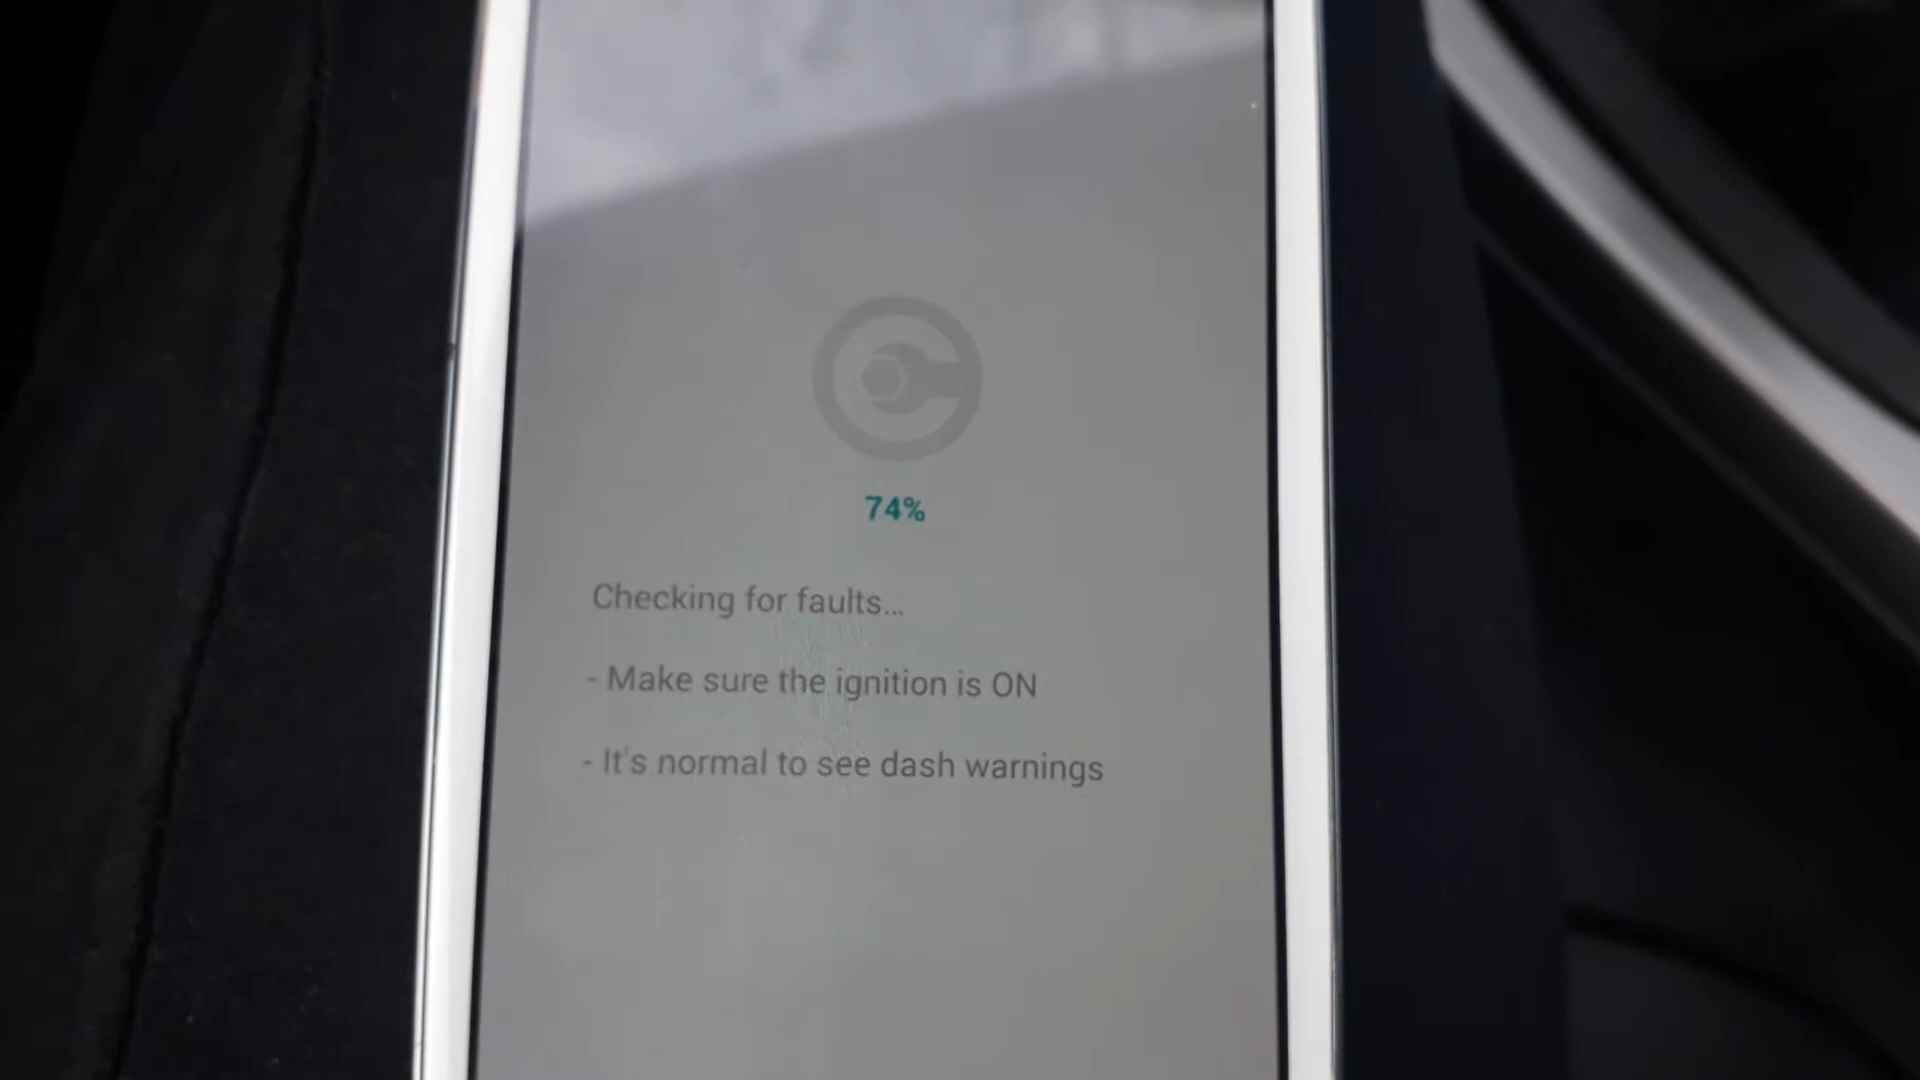 74%
Checking for faults...
- Make sure the ignition is ON
- It's normal to see dash warnings